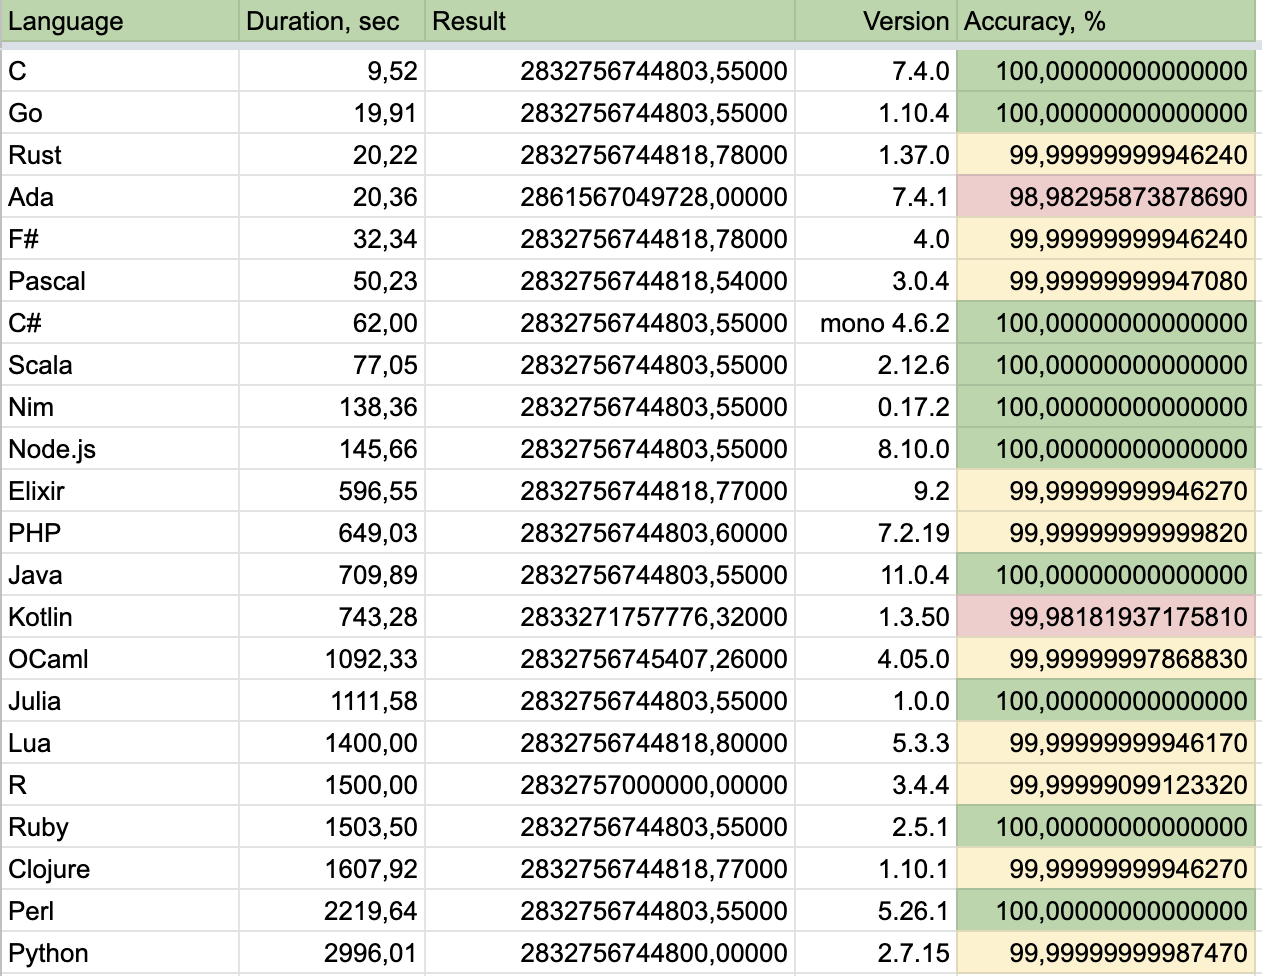 Language Duration, sec Result Version Accuracy, %
C 9,52 2832756744803,55000 7.4.0 100,00000000000000
Go 19,91 2832756744803,55000 1.10.4 100,00000000000000
Rust 20,22 2832756744818,78000 1.37.0 99,99999999946240
Ada 20,36 2861567049728,00000 7.4.1 98,98295873878690
F# 32,34 2832756744818,78000 4.0 99,99999999946240
Pascal 50,23 2832756744818,54000 3.0.4 99,99999999947080
C# 62,00 2832756744803,55000 mono 4.6.2 100,00000000000000
Scala 77,05 2832756744803,55000 2.12.6 100,00000000000000
Nim 138,36 2832756744803,55000 0.17.2 100,00000000000000
Node.js 145,66 2832756744803,55000 8.10.0 100,00000000000000
Elixir 596,55 2832756744818,77000 9.2 99,99999999946270
PHP 649,03 2832756744803,60000 7.2.19 99,99999999999820
Java 709,89 2832756744803,55000 11.0.4 100,00000000000000
Kotlin 743,28 2833271757776,32000 1.3.50 99,98181937175810
OCaml 1092,33 2832756745407,26000 4.05.0 99,99999997868830
Julia 1111,58 2832756744803,55000 1.0.0 100,00000000000000
Lua 1400,00 2832756744818,80000 5.3.3 99,99999999946170
R 1500,00 2832757000000,00000 3.4.4 99,99999099123320
Ruby 1503,50 2832756744803,55000 2.5.1 100,00000000000000
Clojure 1607,92 2832756744818,77000 1.10.1 99,99999999946270
Perl 2219,64 2832756744803,55000 5.26.1 100,00000000000000
Python 2996,01 2832756744800,00000 2.7.15 99,99999999987470